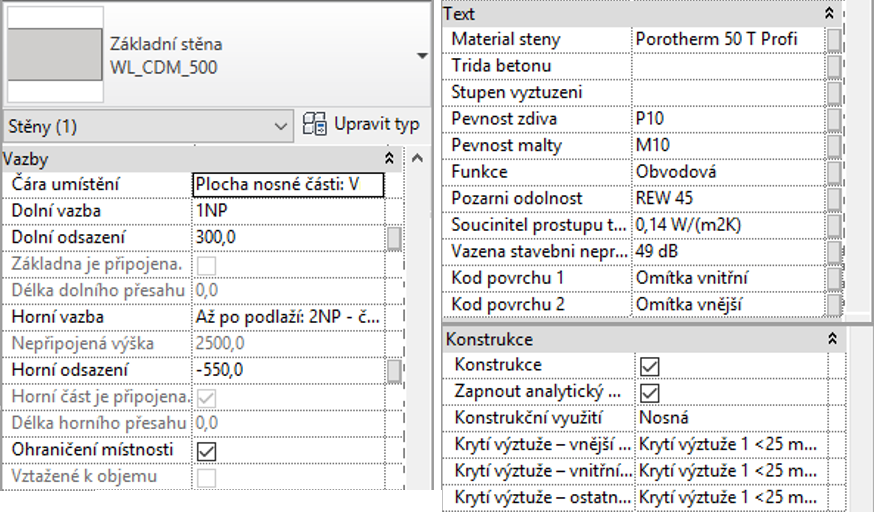 Základní stěna
WL_CDM_500
Stěny (1)
Upravit typ
Vazby
Čára umístění Plocha nosné části: V
Dolní vazba 1NP
Dolní odsazení 300,0
Základna je připojena.
Délka dolního přesahu 0,0
Horní vazba Až po podlaží: 2NP - č...
Nepřipojená výška 2500,0
Horní odsazení -550,0
Horní část je připojena.
Délka horního přesahu 0,0
Ohraničení místnosti
Vztažené k objemu
Text
Material steny Porotherm 50 T Profi
Trida betonu
Stupen vyztuzeni
Pevnost zdiva P10
Pevnost malty M10
Funkce Obvodová
Pozarni odolnost REW 45
Soucinitel prostupu t... 0,14 W/(m2K)
Vazena stavebni nepr... 49 dB
Kod povrchu 1 Omítka vnitřní
Kod povrchu 2 Omítka vnější
Konstrukce
Konstrukce
Zapnout analytický ...
Konstrukční využití Nosná
Krytí výztuže – vnější ... Krytí výztuže 1 <25 m...
Krytí výztuže – vnitřní... Krytí výztuže 1 <25 m...
Krytí výztuže – ostatn... Krytí výztuže 1 <25 m...